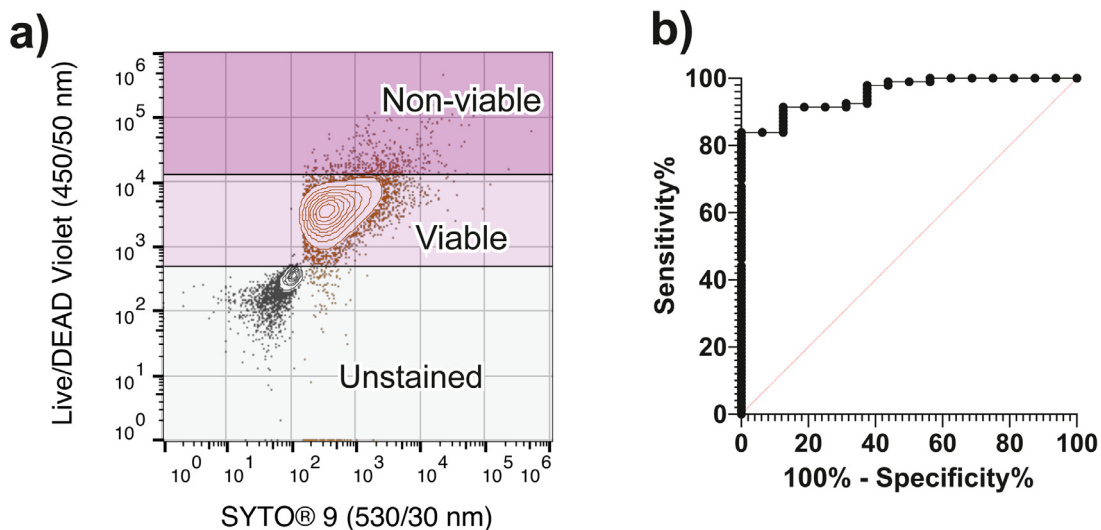 a)
Live/DEAD Violet (450/50 nm)
10^6
10^5
10^4
10^3
10^2
10^1
10^0
Non-viable
Viable
Unstained
10^0 10^1 10^2 10^3 10^4 10^5 10^6
SYTO® 9 (530/30 nm)
b)
Sensitivity%
100
80
60
40
20
0
0 20 40 60 80 100
100% - Specificity%